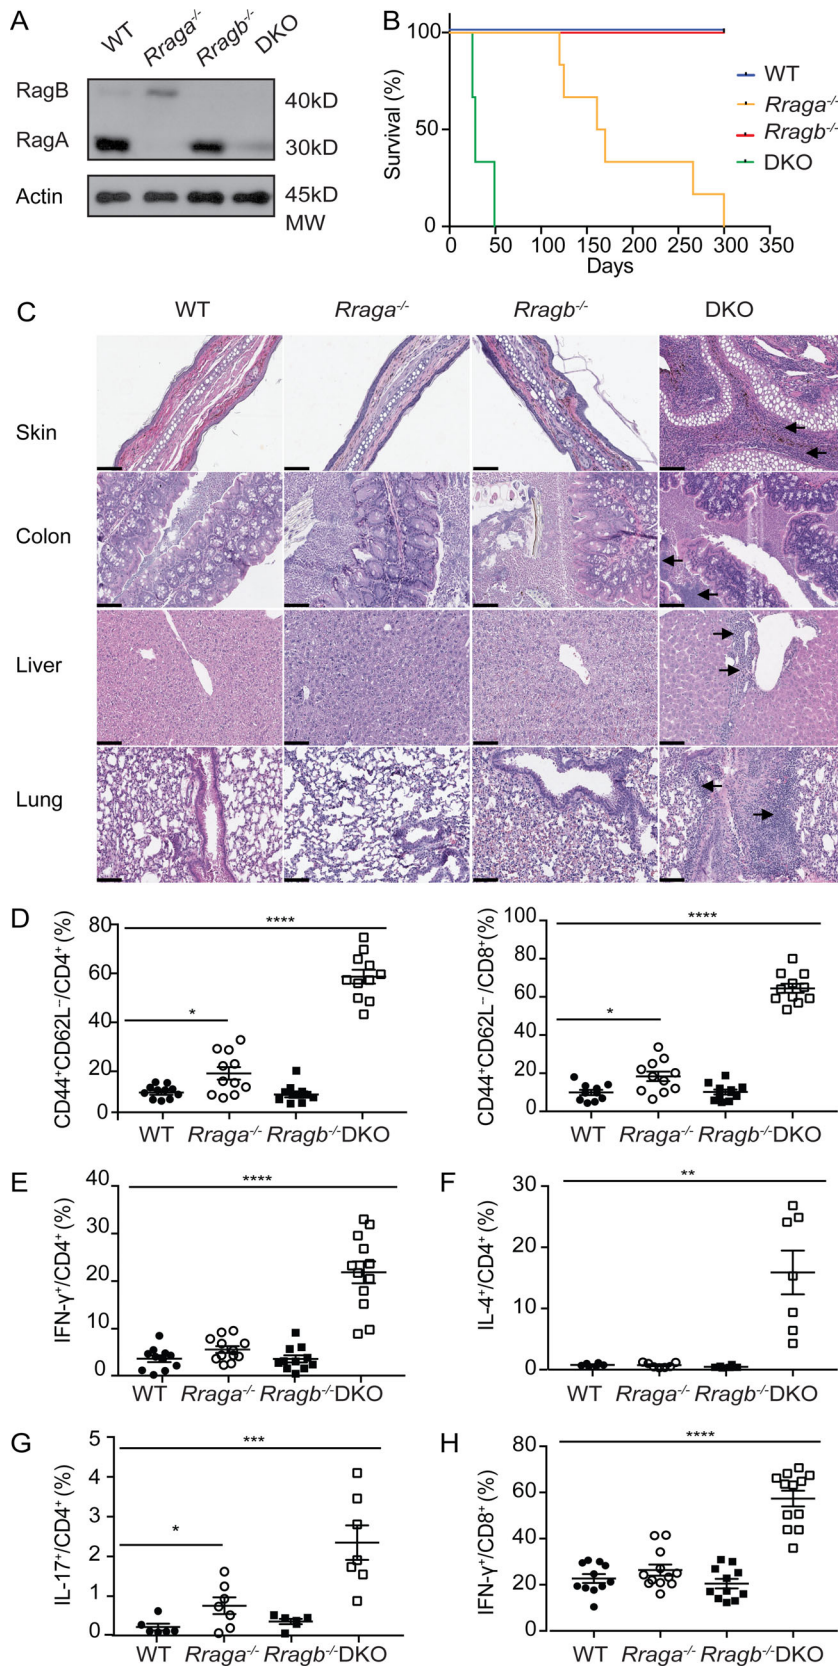 A
WT
Rraga-/-
Rragb-/-
DKO
RagB
40kD
RagA
30kD
Actin
45kD
MW
B
Survival (%)
100
50
0
0
50
100
150
200
250
300
350
Days
WT
Rraga-/-
Rragb-/-
DKO
C
WT
Rraga-/-
Rragb-/-
DKO
Skin
Colon
Liver
Lung
D
CD44+CD62L−/CD4+(%)
80
60
40
20
0
****
*
WT
Rraga-/-
Rragb-/-
DKO
CD44+CD62L−/CD8+(%)
100
80
60
40
20
0
****
*
WT
Rraga-/-
Rragb-/-
DKO
E
IFN-γ+/CD4+(%)
40
30
20
10
0
****
WT
Rraga-/-
Rragb-/-
DKO
F
IL-4+/CD4+(%)
30
20
10
0
**
WT
Rraga-/-
Rragb-/-
DKO
G
IL-17+/CD4+(%)
5
4
3
2
1
0
***
*
WT
Rraga-/-
Rragb-/-
DKO
H
IFN-γ+/CD8+(%)
80
60
40
20
0
****
WT
Rraga-/-
Rragb-/-
DKO